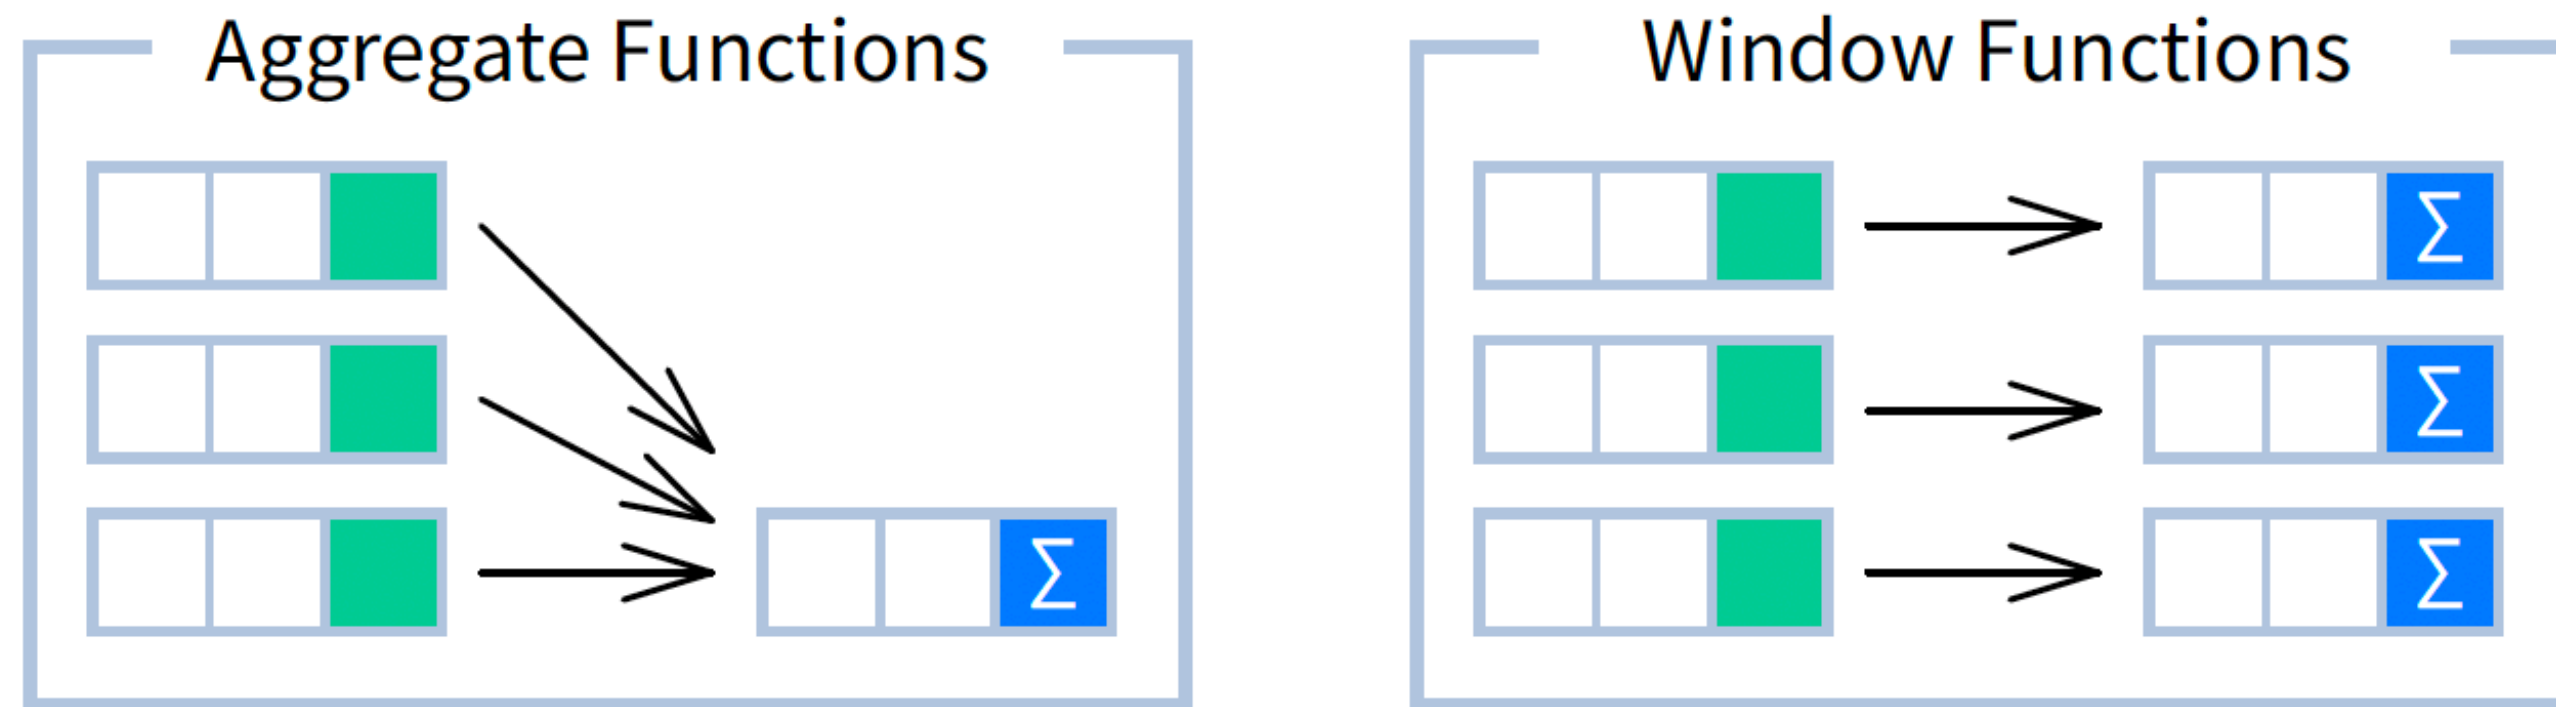 Aggregate Functions
Window Functions
Σ
Σ
Σ
Σ